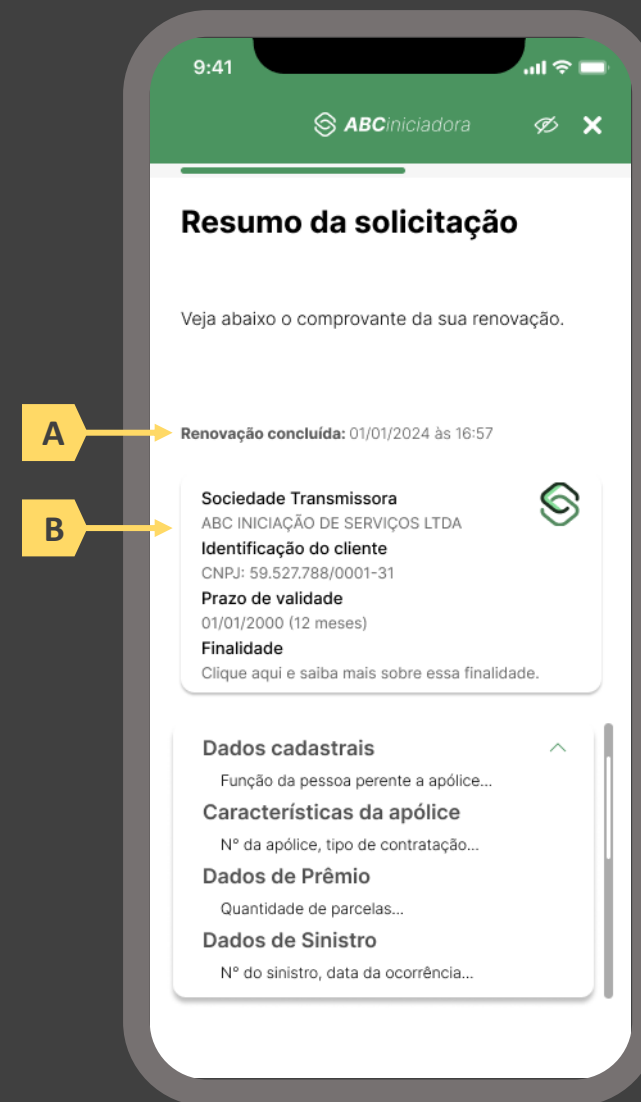 9:41
ABCiniciadora
Resumo da solicitação
Veja abaixo o comprovante da sua renovação.
A
Renovação concluída: 01/01/2024 às 16:57
B
Sociedade Transmissora
ABC INICIAÇÃO DE SERVIÇOS LTDA
Identificação do cliente
CNPJ: 59.527.788/0001-31
Prazo de validade
01/01/2000 (12 meses)
Finalidade
Clique aqui e saiba mais sobre essa finalidade.
Dados cadastrais
Função da pessoa perente a apólice...
Características da apólice
N° da apólice, tipo de contratação...
Dados de Prêmio
Quantidade de parcelas...
Dados de Sinistro
N° do sinistro, data da ocorrência...